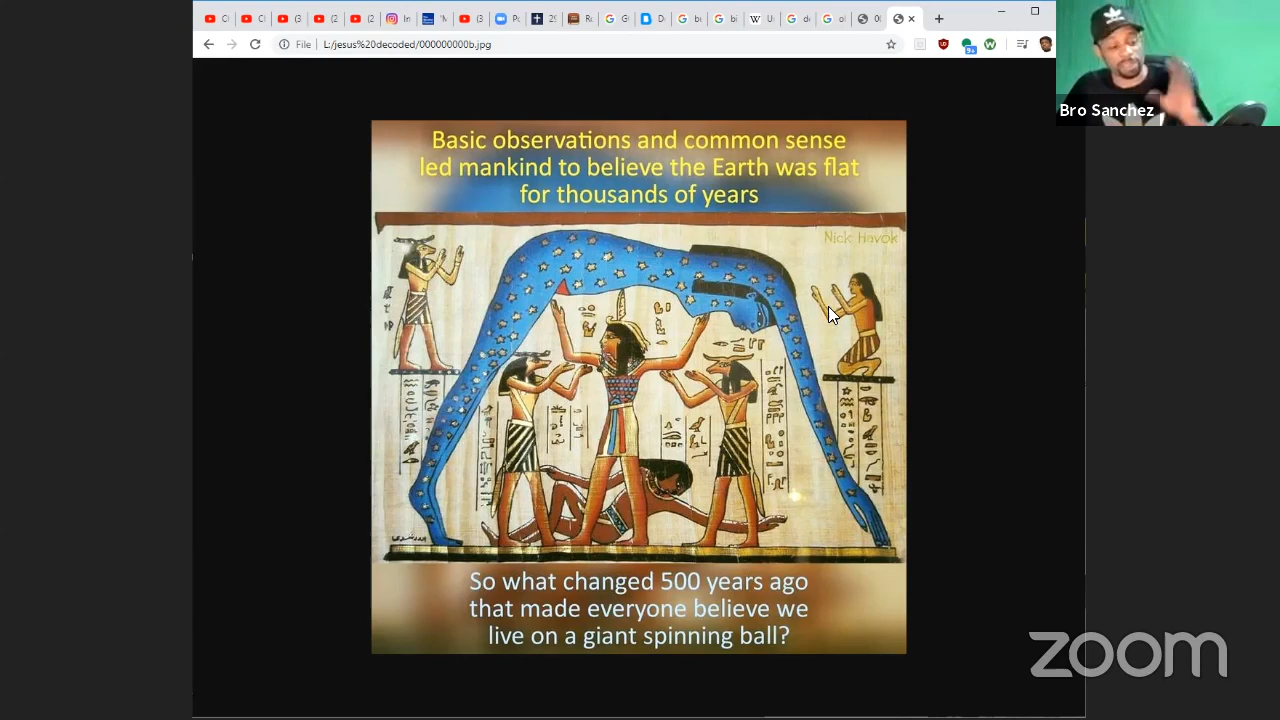 File
L:/jesus%20decoded/000000000b.jpg
9+
Bro Sanchez
Basic observations and common sense
led mankind to believe the Earth was flat
for thousands of years
Nick Havok
So what changed 500 years ago
that made everyone believe we
live on a giant spinning ball?
zoom